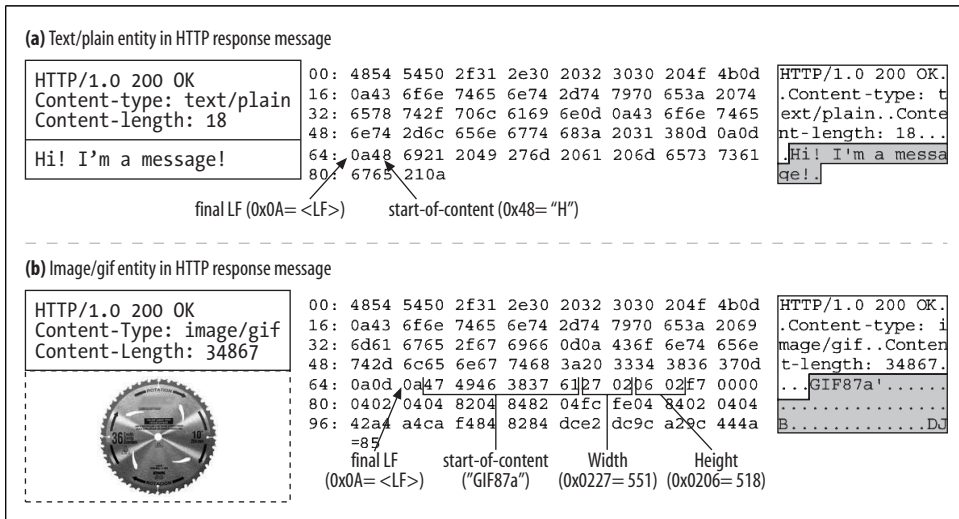 (a) Text/plain entity in HTTP response message
HTTP/1.0 200 OK
Content-type: text/plain
Content-length: 18
Hi! I'm a message!
00: 4854 5450 2f31 2e30 2032 3030 204f 4b0d
16: 0a43 6f6e 7465 6e74 2d74 7970 653a 2074
32: 6578 742f 706c 6169 6e0d 0a43 6f6e 7465
48: 6e74 2d6c 656e 6774 683a 2031 380d 0a0d
64: 0a48 6921 2049 276d 2061 206d 6573 7361
80: 6765 210a
HTTP/1.0 200 OK.
.Content-type: t
ext/plain..Conte
nt-length: 18...
.Hi! I'm a messa
ge!.
final LF (0x0A= <LF>)
start-of-content (0x48= “H”)
(b) Image/gif entity in HTTP response message
HTTP/1.0 200 OK
Content-Type: image/gif
Content-Length: 34867
ROTATION
36
10"
ROTATION
00: 4854 5450 2f31 2e30 2032 3030 204f 4b0d
16: 0a43 6f6e 7465 6e74 2d74 7970 653a 2069
32: 6d61 6765 2f67 6966 0d0a 436f 6e74 656e
48: 742d 6c65 6e67 7468 3a20 3334 3836 370d
64: 0a0d 0a47 4946 3837 6127 0206 02f7 0000
80: 0402 0404 8204 8482 04fc fe04 8402 0404
96: 42a4 a4ca f484 8284 dce2 dc9c a29c 444a
=85
HTTP/1.0 200 OK.
.Content-type: i
mage/gif..Conten
t-length: 34867.
...GIF87a'......
................
B.............DJ
final LF
(0x0A= <LF>)
start-of-content
("GIF87a")
Width
(0x0227= 551)
Height
(0x0206= 518)